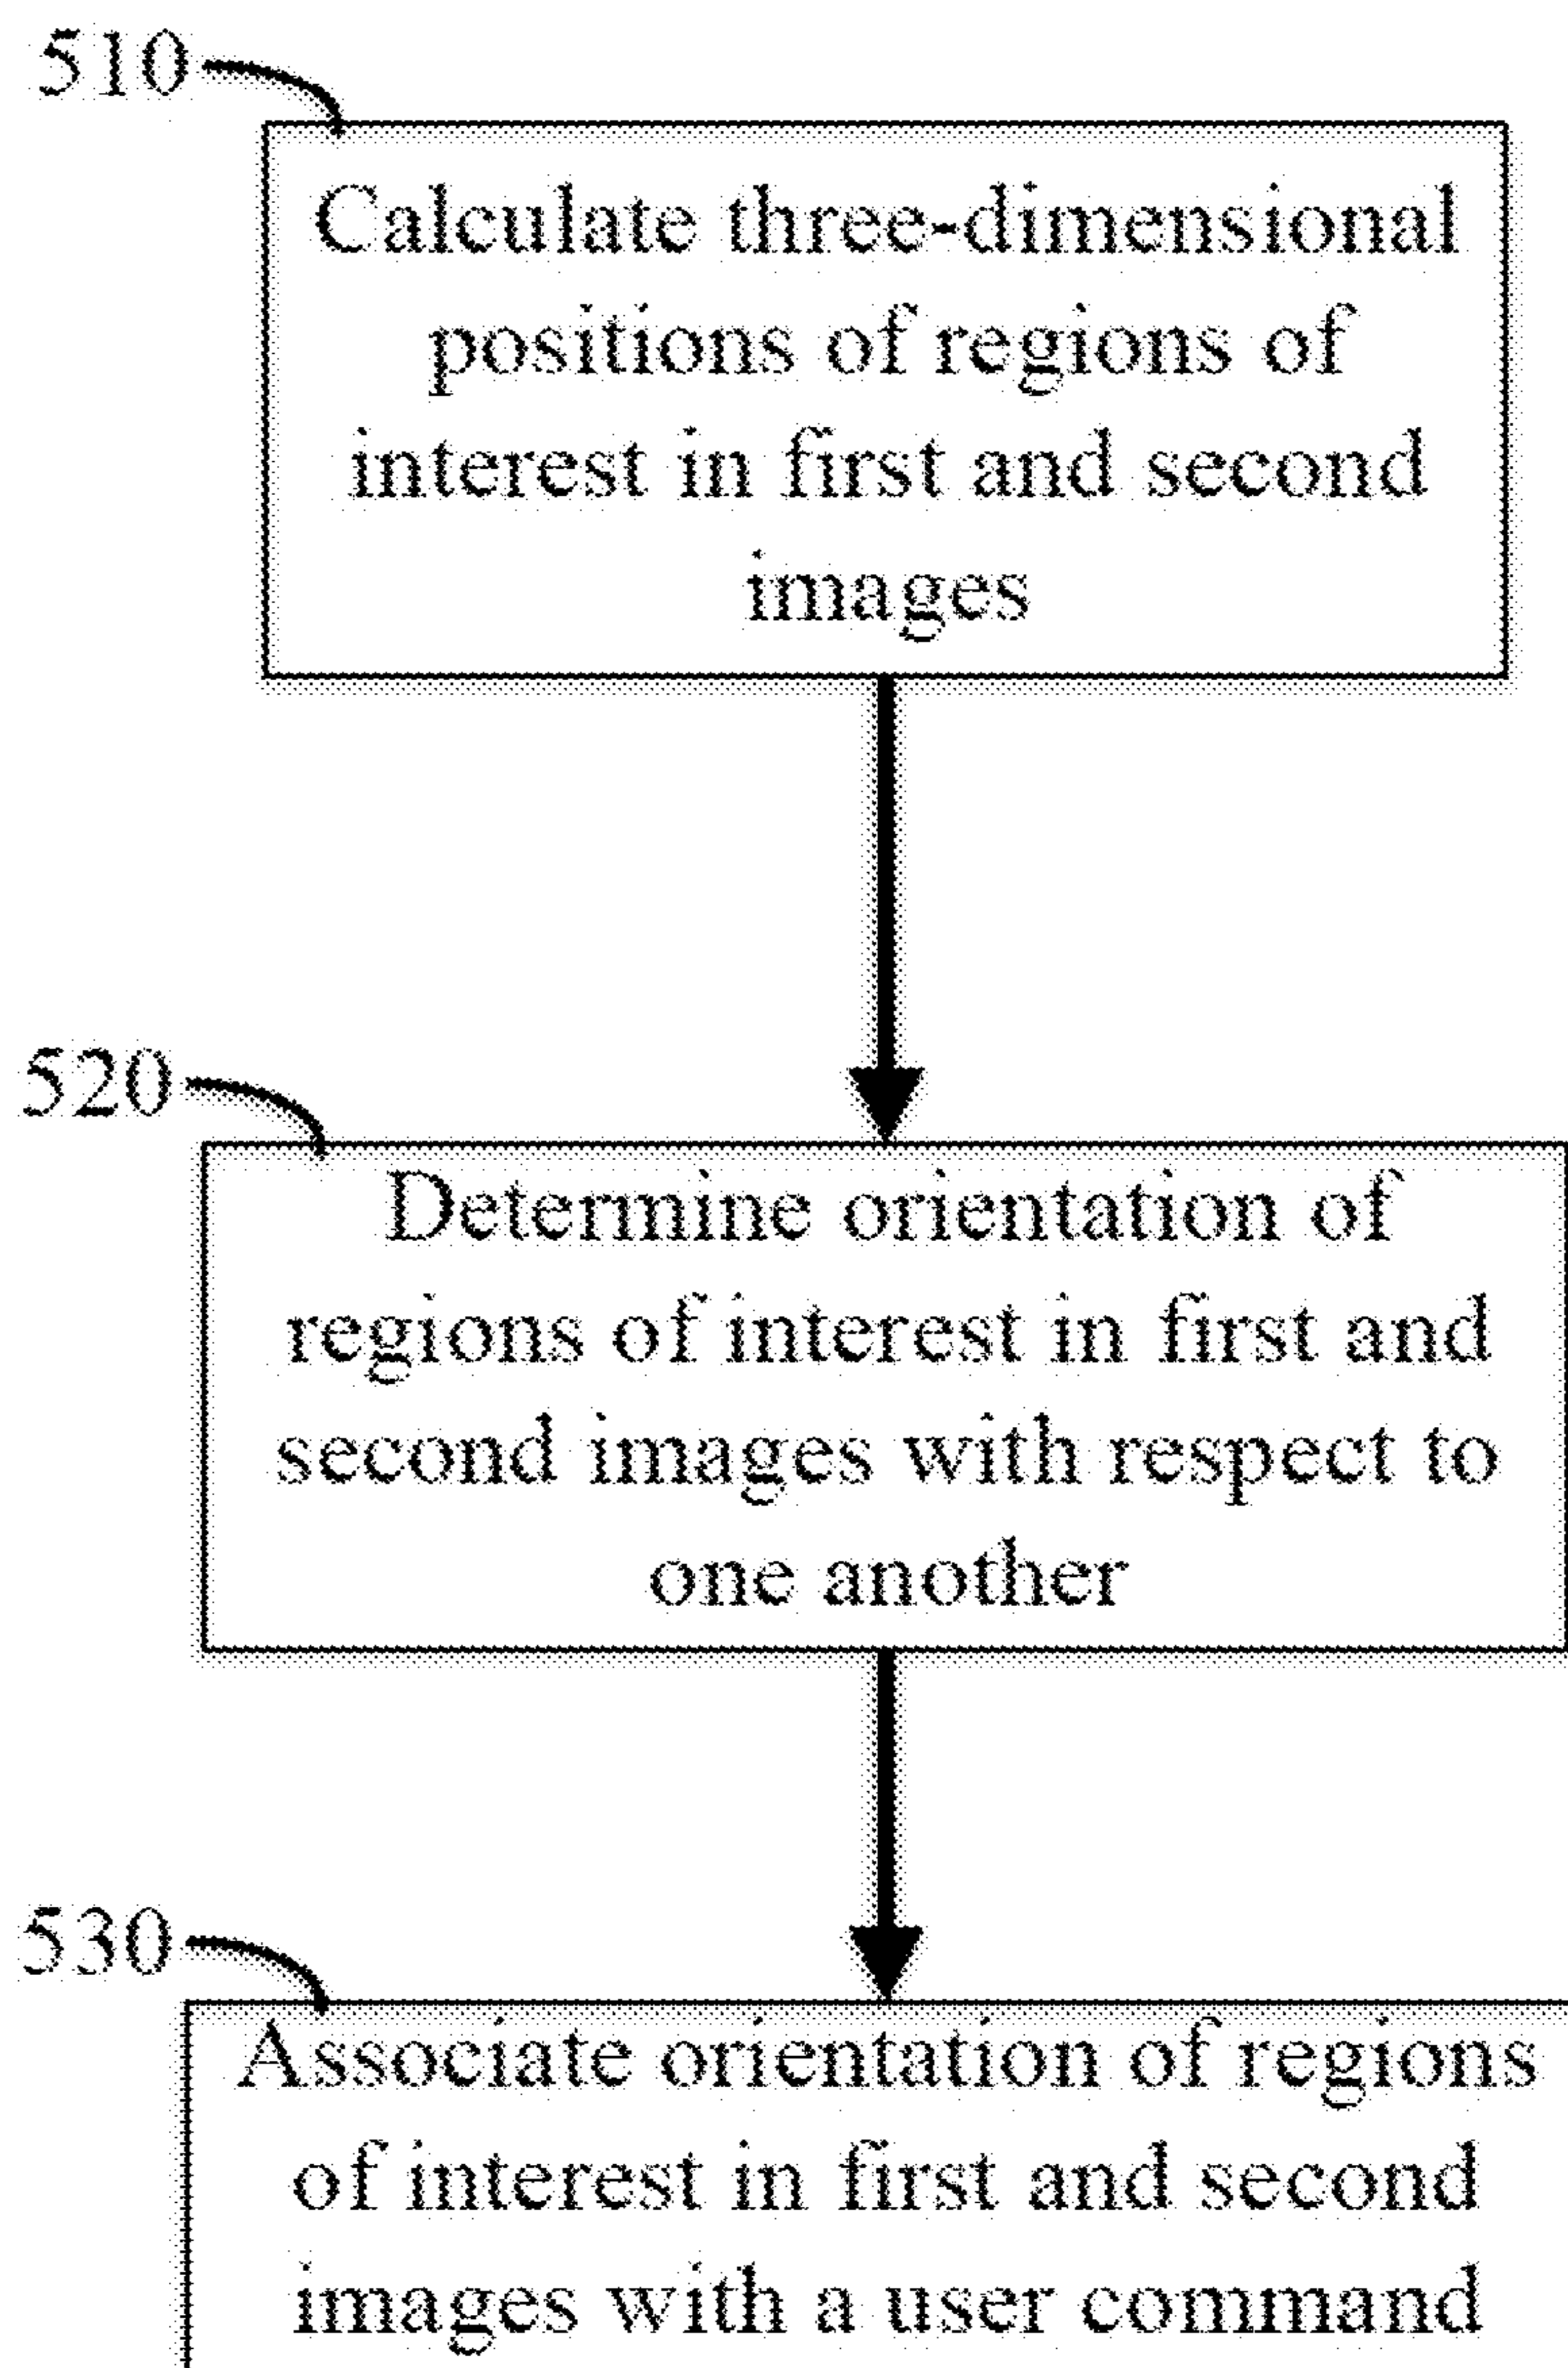 510
Calculate three-dimensional
positions of regions of
interest in first and second
images
520
Determine orientation of
regions of interest in first and
second images with respect to
one another
530
Associate orientation of regions
of interest in first and second
images with a user command